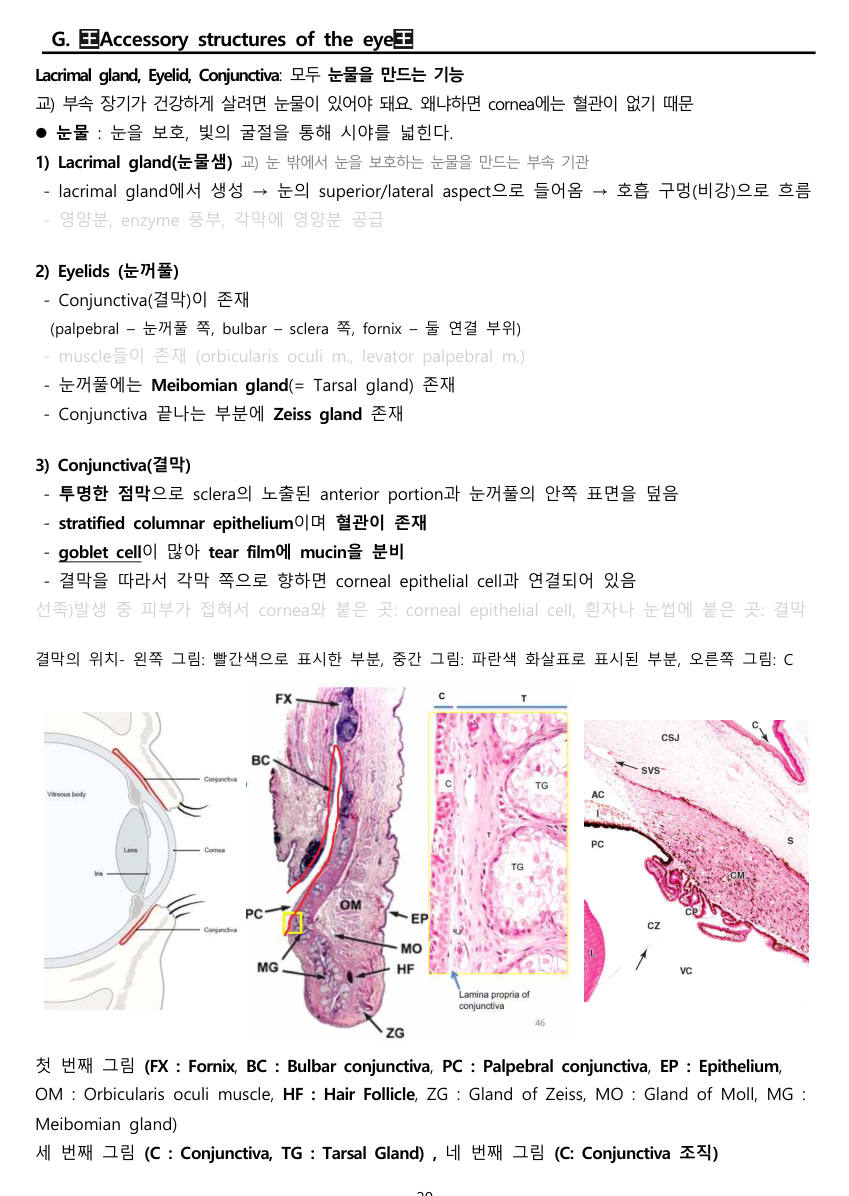 G. 王Accessory structures of the eye王
Lacrimal gland, Eyelid, Conjunctiva: 모두 눈물을 만드는 기능
교) 부속 장기가 건강하게 살려면 눈물이 있어야 돼요. 왜냐하면 cornea에는 혈관이 없기 때문
● 눈물 : 눈을 보호, 빛의 굴절을 통해 시야를 넓힌다.
1) Lacrimal gland(눈물샘) 교) 눈 밖에서 눈을 보호하는 눈물을 만드는 부속 기관
- lacrimal gland에서 생성 → 눈의 superior/lateral aspect으로 들어옴 → 호흡 구멍(비강)으로 흐름
- 영양분, enzyme 풍부, 각막에 영양분 공급
2) Eyelids (눈꺼풀)
- Conjunctiva(결막)이 존재
(palpebral – 눈꺼풀 쪽, bulbar – sclera 쪽, fornix – 둘 연결 부위)
- muscle들이 존재 (orbicularis oculi m., levator palpebral m.)
- 눈꺼풀에는 Meibomian gland(= Tarsal gland) 존재
- Conjunctiva 끝나는 부분에 Zeiss gland 존재
3) Conjunctiva(결막)
- 투명한 점막으로 sclera의 노출된 anterior portion과 눈꺼풀의 안쪽 표면을 덮음
- stratified columnar epithelium이며 혈관이 존재
- goblet cell이 많아 tear film에 mucin을 분비
- 결막을 따라서 각막 쪽으로 향하면 corneal epithelial cell과 연결되어 있음
선족)발생 중 피부가 접혀서 cornea와 붙은 곳: corneal epithelial cell, 흰자나 눈썹에 붙은 곳: 결막
결막의 위치- 왼쪽 그림: 빨간색으로 표시한 부분, 중간 그림: 파란색 화살표로 표시된 부분, 오른쪽 그림: C
Conjunctiva
Vitreous body
Lens
Cornea
Iris
Conjunctiva
FX
BC
PC
OM
EP
MO
MG
HF
ZG
C
T
C
TG
T
TG
Lamina propria of
conjunctiva
46
C
CSJ
SVS
AC
I
PC
S
CM
CP
CZ
L
VC
첫 번째 그림 (FX : Fornix, BC : Bulbar conjunctiva, PC : Palpebral conjunctiva, EP : Epithelium,
OM : Orbicularis oculi muscle, HF : Hair Follicle, ZG : Gland of Zeiss, MO : Gland of Moll, MG :
Meibomian gland)
세 번째 그림 (C : Conjunctiva, TG : Tarsal Gland) , 네 번째 그림 (C: Conjunctiva 조직)